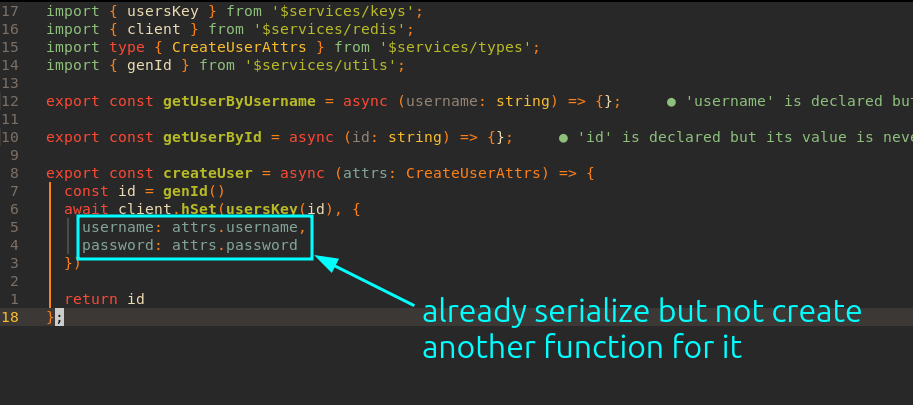 17 import { usersKey } from '$services/keys';
16 import { client } from '$services/redis';
15 import type { CreateUserAttrs } from '$services/types';
14 import { genId } from '$services/utils';
13
12 export const getUserByUsername = async (username: string) => {}; ● 'username' is declared bu
11
10 export const getUserById = async (id: string) => {}; ● 'id' is declared but its value is neve
9
8 export const createUser = async (attrs: CreateUserAttrs) => {
7 const id = genId()
6 await client.hSet(usersKey(id), {
5 username: attrs.username,
4 password: attrs.password
3 })
2
1 return id
18 };
already serialize but not create
another function for it